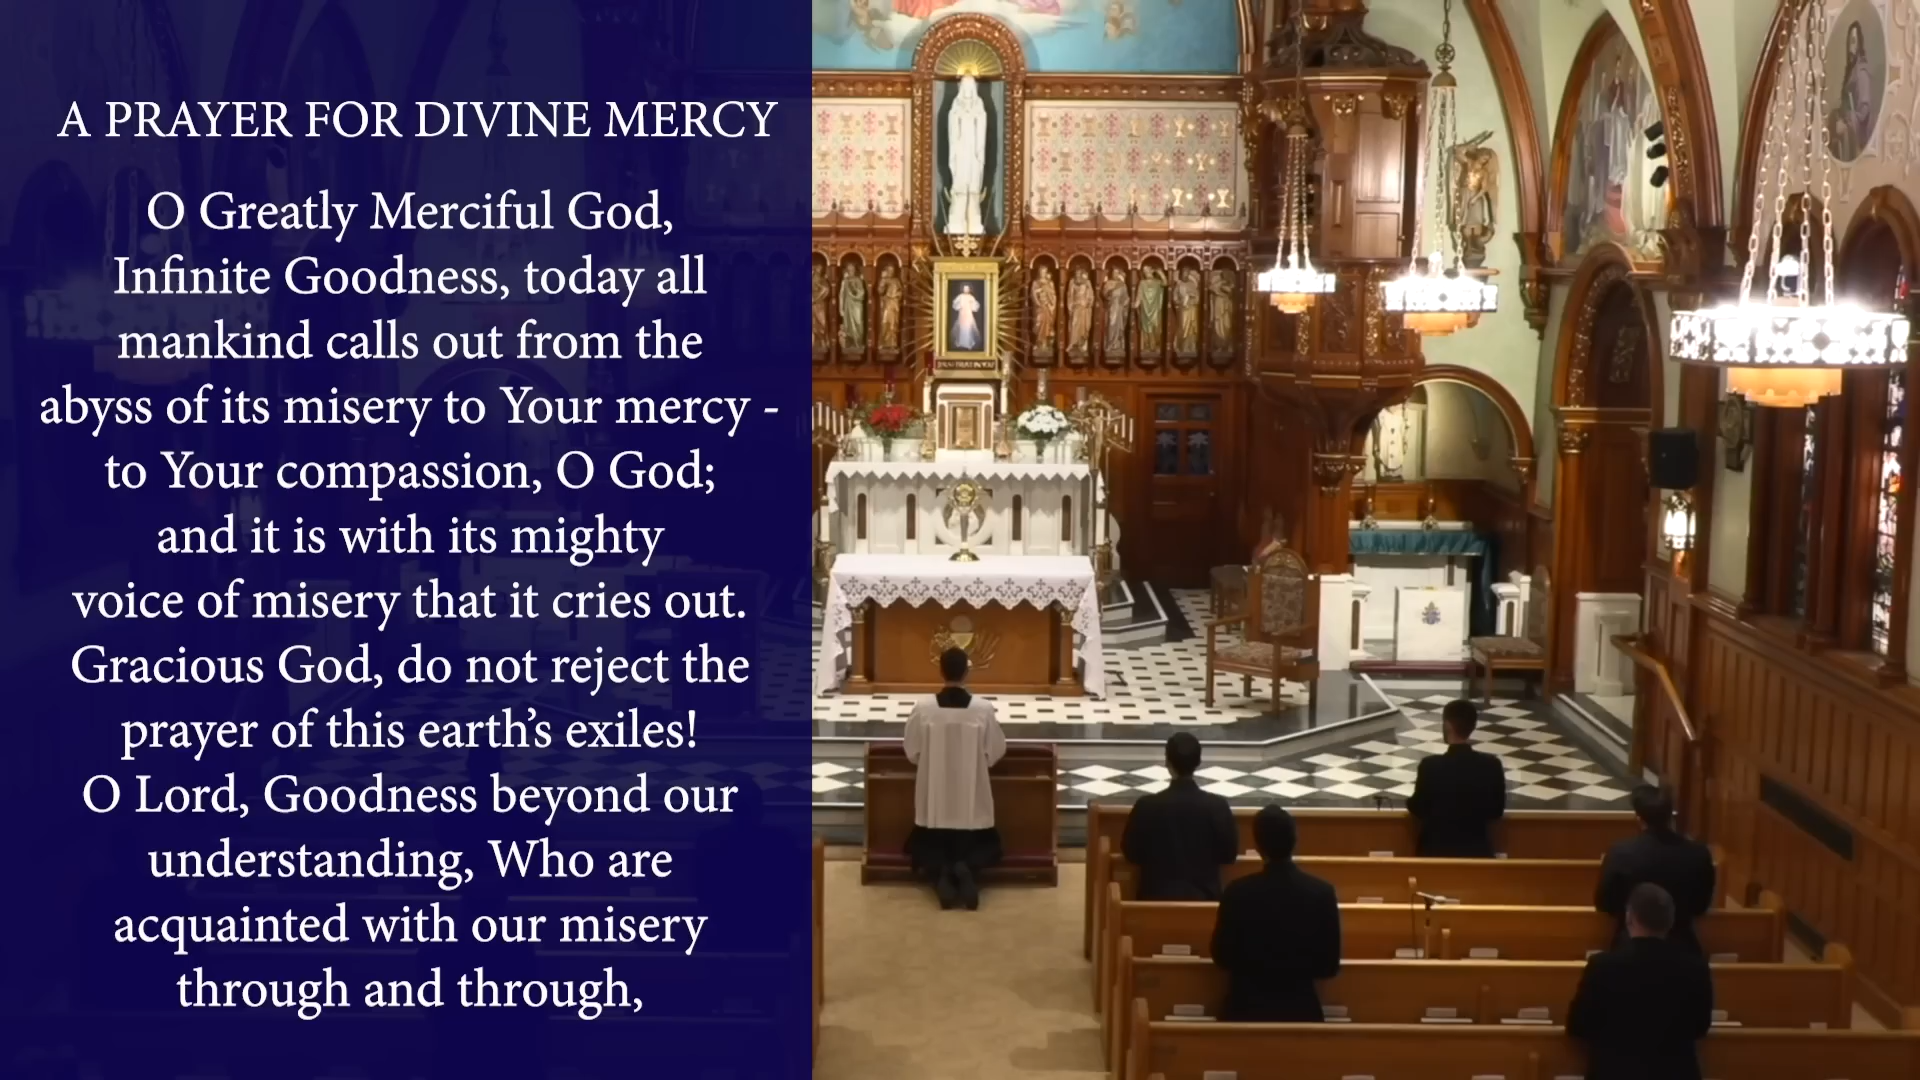 A PRAYER FOR DIVINE MERCY
O Greatly Merciful God,
Infinite Goodness, today all
mankind calls out from the
abyss of its misery to Your mercy -
to Your compassion, O God;
and it is with its mighty
voice of misery that it cries out.
Gracious God, do not reject the
prayer of this earth’s exiles!
O Lord, Goodness beyond our
understanding, Who are
acquainted with our misery
through and through,